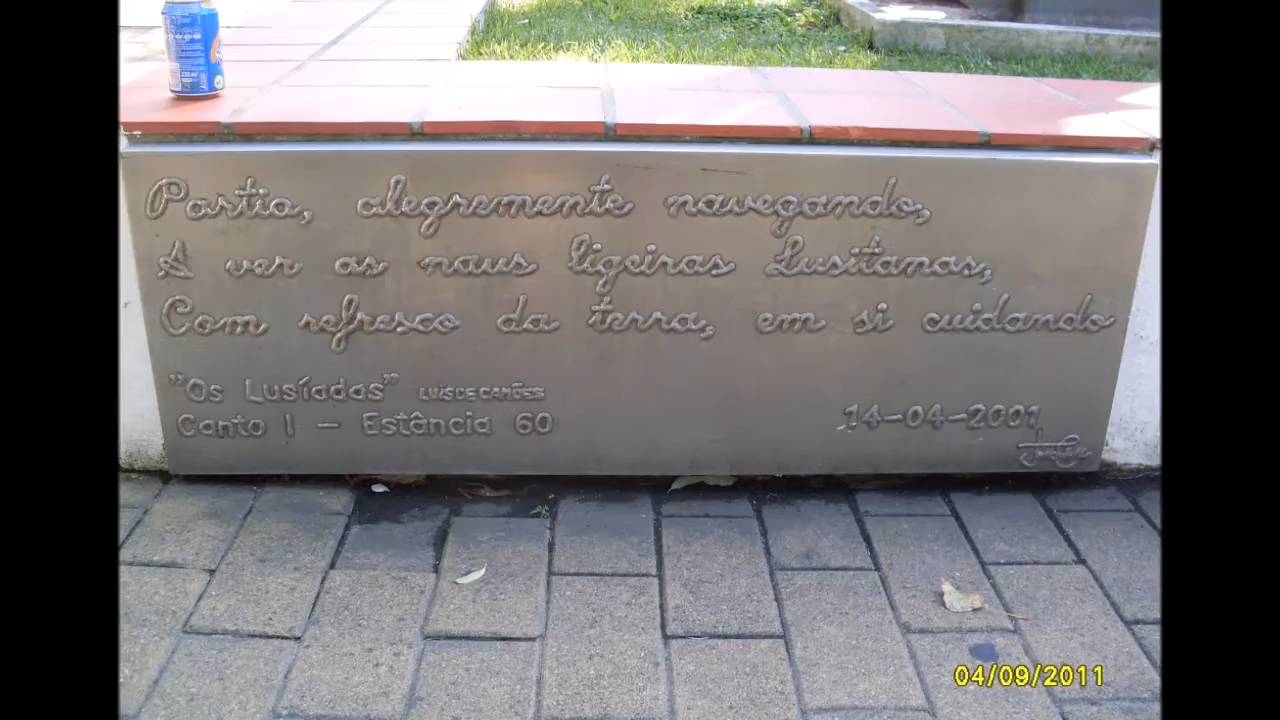 Partia, alegremente navegando,
A ver as naus ligeiras Lusitanas,
Com refresco da terra, em si cuidando
"Os Lusíadas" LUÍS DE CAMÕES
Canto I - Estância 60
14-04-2001
04/09/2011